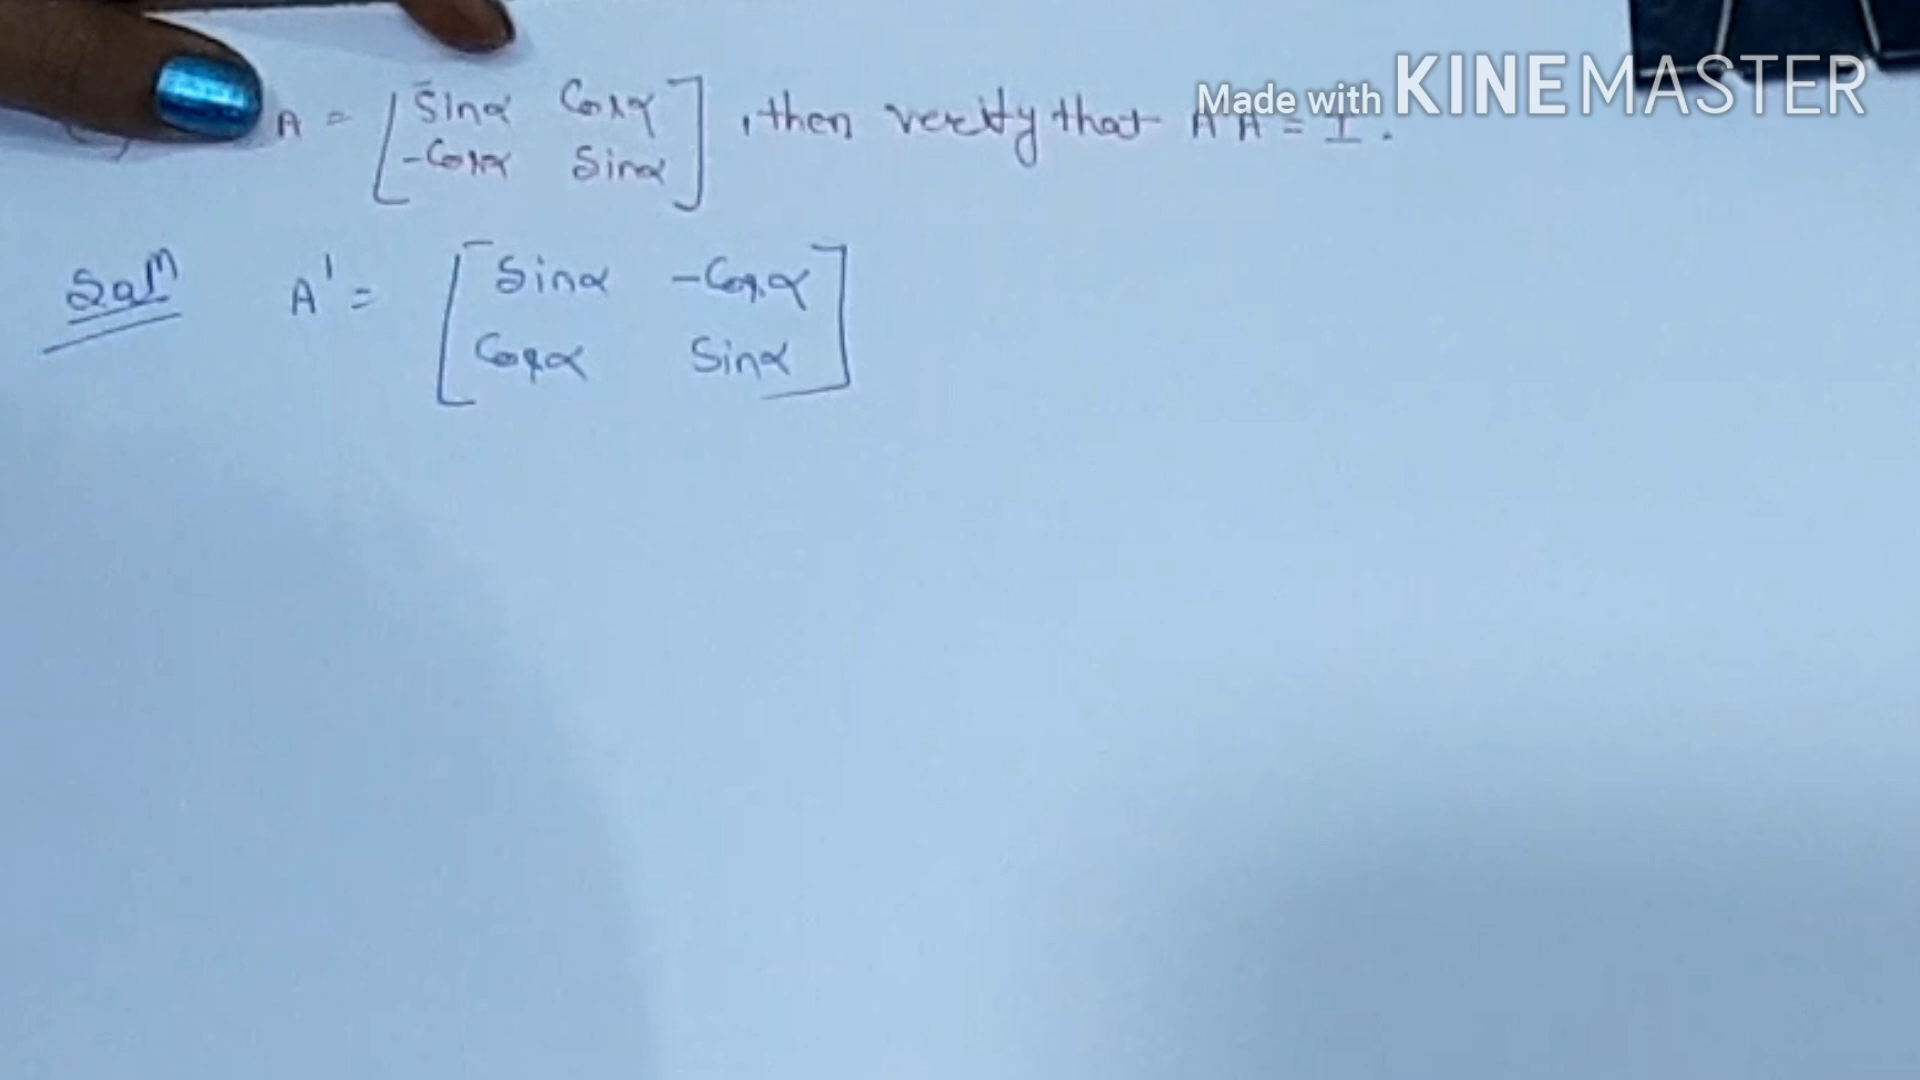 Made with KINEMASTER
A = [ Sinα Cosα
-Cosα Sinα ] , then verify that A'A = I.
Solⁿ A' = [ Sinα -Cosα
Cosα Sinα ]